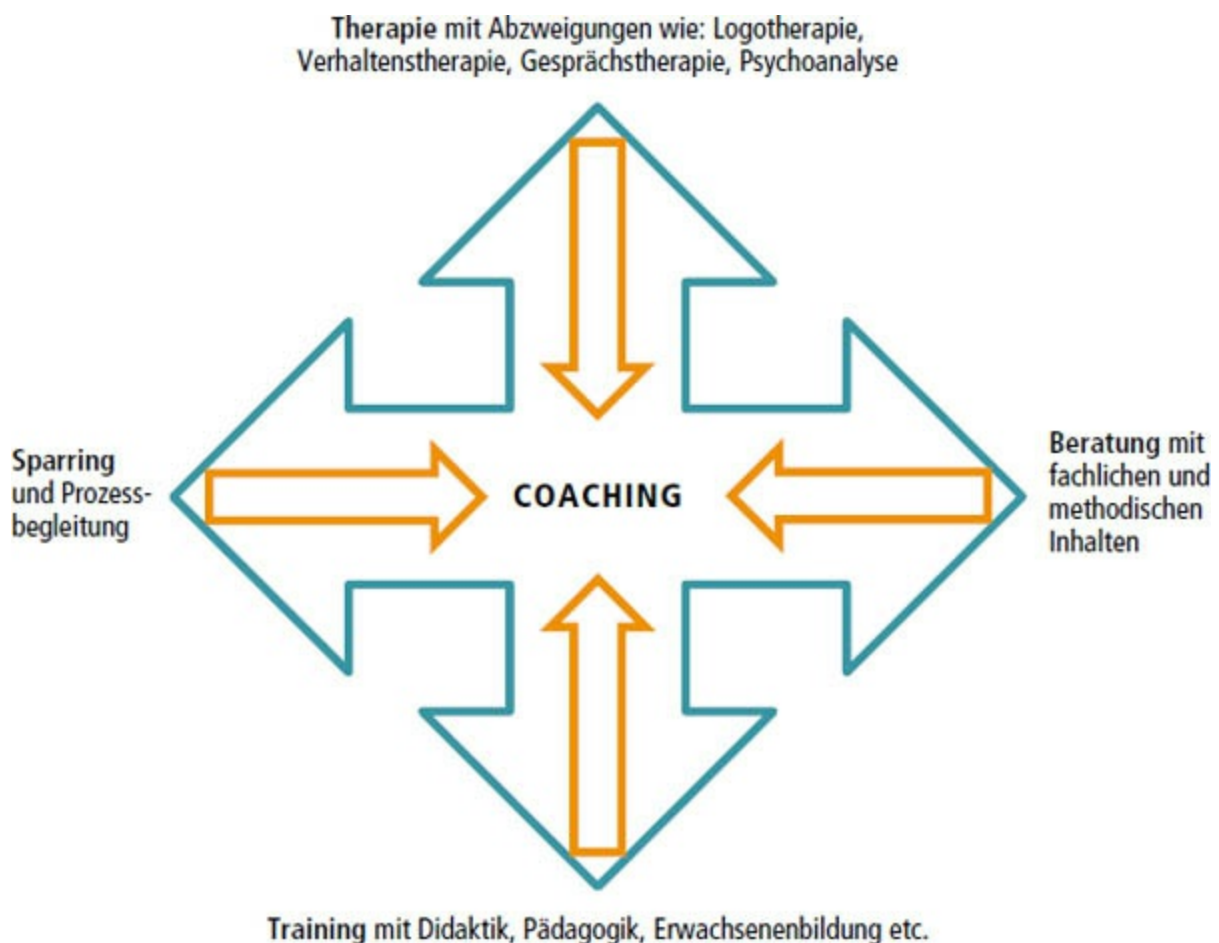 Therapie mit Abzweigungen wie: Logotherapie,
Verhaltenstherapie, Gesprächstherapie, Psychoanalyse
Sparring
und Prozess-
begleitung
COACHING
Beratung mit
fachlichen und
methodischen
Inhalten
Training mit Didaktik, Pädagogik, Erwachsenenbildung etc.